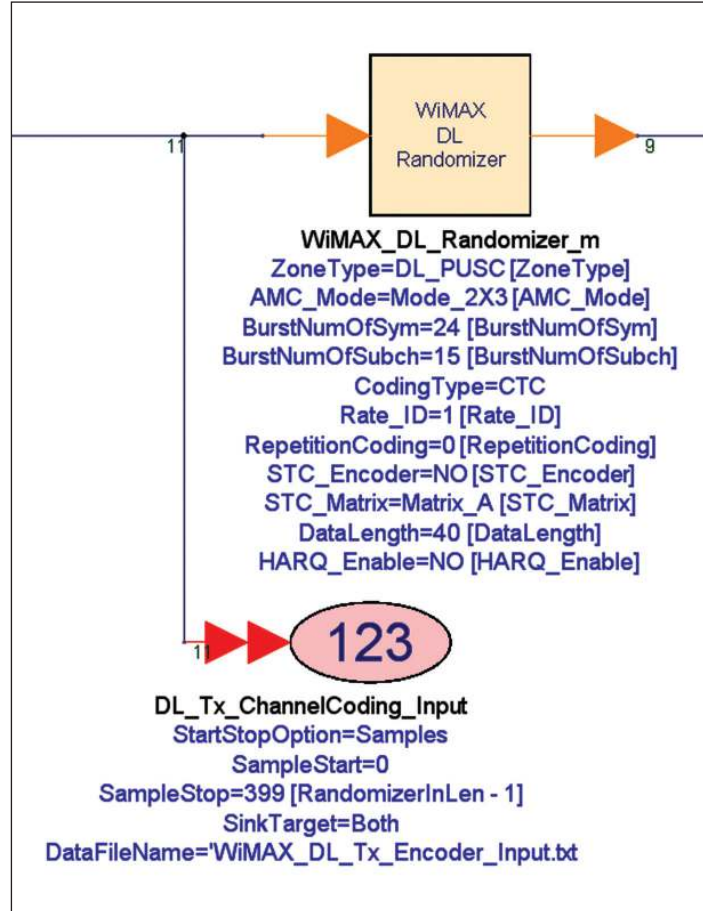 WiMAX
DL
Randomizer
11
9
WiMAX_DL_Randomizer_m
ZoneType=DL_PUSC [ZoneType]
AMC_Mode=Mode_2X3 [AMC_Mode]
BurstNumOfSym=24 [BurstNumOfSym]
BurstNumOfSubch=15 [BurstNumOfSubch]
CodingType=CTC
Rate_ID=1 [Rate_ID]
RepetitionCoding=0 [RepetitionCoding]
STC_Encoder=NO [STC_Encoder]
STC_Matrix=Matrix_A [STC_Matrix]
DataLength=40 [DataLength]
HARQ_Enable=NO [HARQ_Enable]
11
123
DL_Tx_ChannelCoding_Input
StartStopOption=Samples
SampleStart=0
SampleStop=399 [RandomizerInLen - 1]
SinkTarget=Both
DataFileName='WiMAX_DL_Tx_Encoder_Input.txt